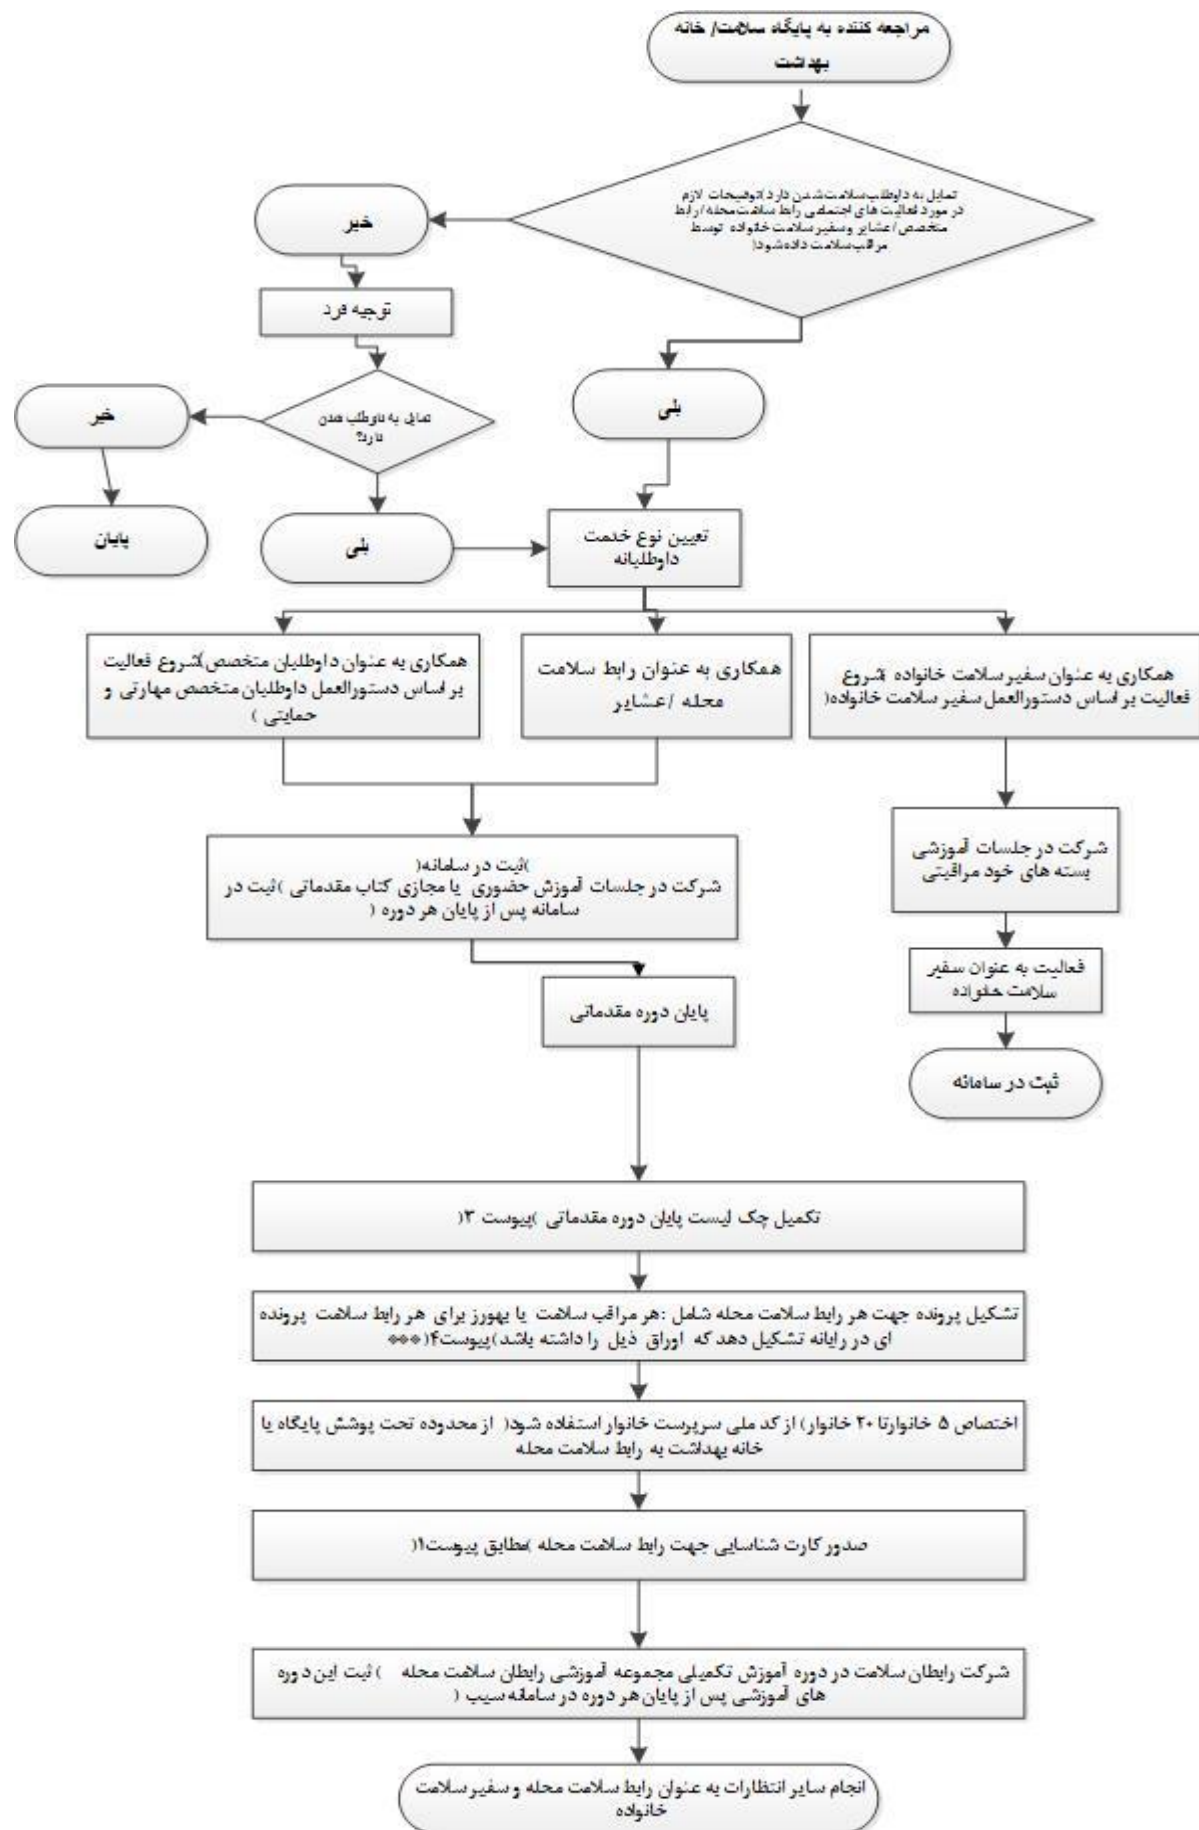 مراجعه کننده به پایگاه سلامت/ خانه
بهداشت
تمایل به داوطلب سلامت شدن دارد)توضیحات لازم
در مورد فعالیت های اجتماعی رابط سلامت محله/ رابط
متخصص/ عشایر و سفیر سلامت خانواده توسط
مراقب سلامت داده شود(
خیر
توجیه فرد
بلی
تمایل به داوطلب شدن
دارد؟
خیر
پایان
بلی
تعیین نوع خدمت
داوطلبانه
همکاری به عنوان سفیر سلامت خانواده )شروع
فعالیت بر اساس دستورالعمل سفیر سلامت خانواده(
همکاری به عنوان رابط سلامت
محله /عشایر
همکاری به عنوان داوطلبان متخصص)شروع فعالیت
بر اساس دستورالعمل داوطلبان متخصص مهارتی و
حمایتی )
شرکت در جلسات آموزشی
بسته های خود مراقبتی
فعالیت به عنوان سفیر
سلامت خانواده
ثبت در سامانه
)ثبت در سامانه(
شرکت در جلسات آموزش حضوری یا مجازی کتاب مقدماتی )ثبت در
سامانه پس از پایان هر دوره (
پایان دوره مقدماتی
تکمیل چک لیست پایان دوره مقدماتی )پیوست ۳(
تشکیل پرونده جهت هر رابط سلامت محله شامل :هر مراقب سلامت یا بهورز برای هر رابط سلامت پرونده
ای در رایانه تشکیل دهد که اوراق ذیل را داشته باشد)پیوست۴(***
اختصاص ۵ خانوارتا ۲۰ خانوار) از کد ملی سرپرست خانوار استفاده شود( از محدوده تحت پوشش پایگاه یا
خانه بهداشت به رابط سلامت محله
صدور کارت شناسایی جهت رابط سلامت محله )مطابق پیوست۱(
شرکت رابطان سلامت در دوره آموزش تکمیلی مجموعه آموزشی رابطان سلامت محله )ثبت این دوره
های آموزشی پس از پایان هر دوره در سامانه سیب (
انجام سایر انتظارات به عنوان رابط سلامت محله و سفیر سلامت
خانواده